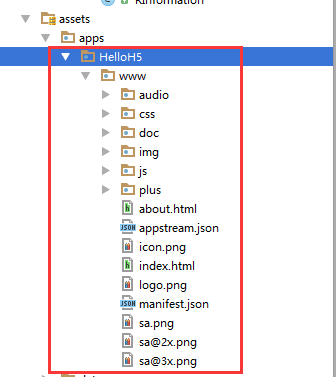 RInformation
assets
apps
HelloH5
www
audio
css
doc
img
js
plus
about.html
appstream.json
icon.png
index.html
logo.png
manifest.json
sa.png
sa@2x.png
sa@3x.png